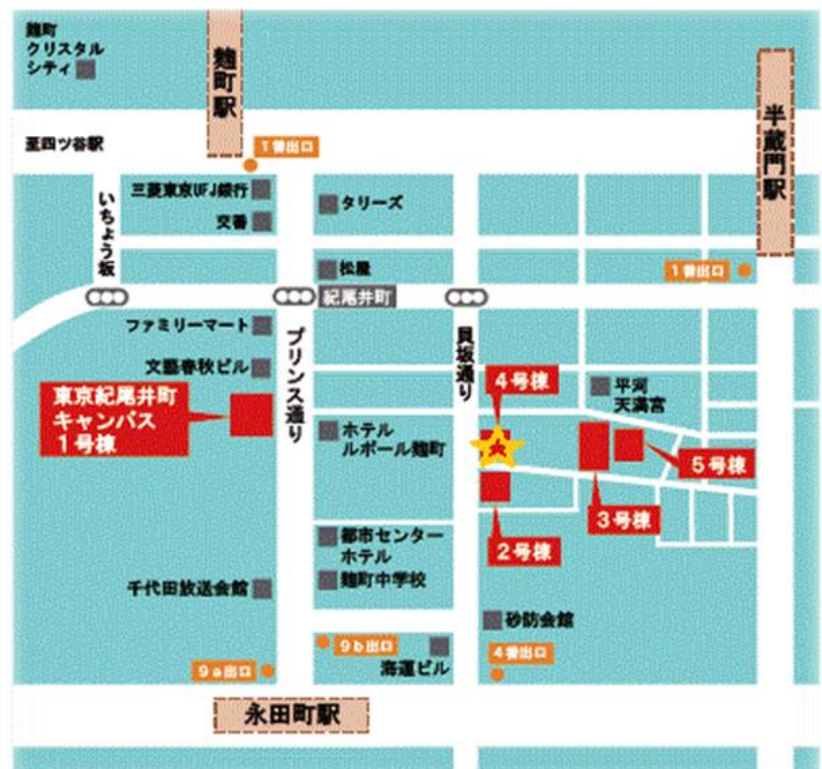 麹町
クリスタル
シティ
麹町駅
半蔵門駅
至四ツ谷駅
1番出口
三菱東京UFJ銀行
交番
タリーズ
いちょう坂
松屋
1番出口
紀尾井町
ファミリーマート
文藝春秋ビル
プリンス通り
貝坂通り
4号棟
平河
天満宮
東京紀尾井町
キャンパス
1号棟
ホテル
ルポール麹町
5号棟
3号棟
2号棟
都市センター
ホテル
麹町中学校
千代田放送会館
砂防会館
9b出口
海運ビル
4番出口
9a出口
永田町駅